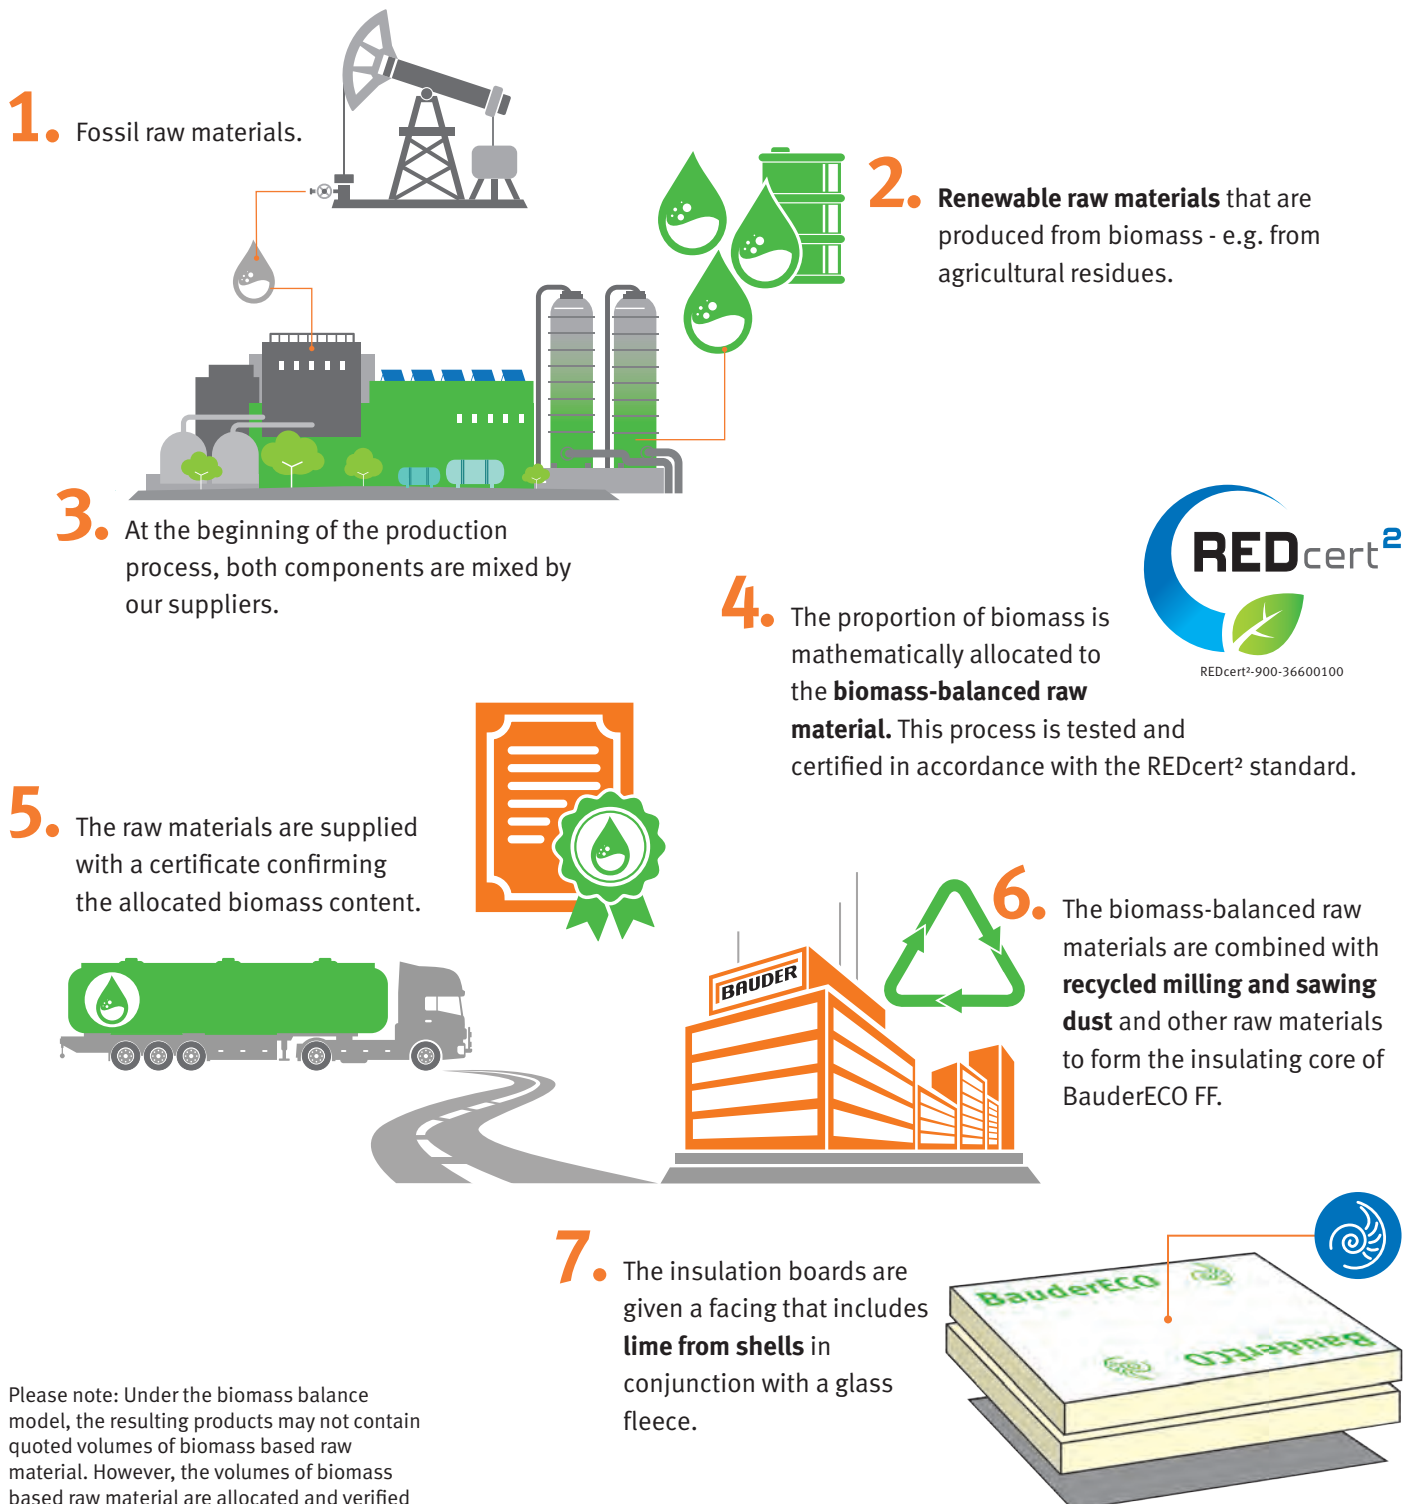 1. Fossil raw materials.
2. Renewable raw materials that are
produced from biomass - e.g. from
agricultural residues.
3. At the beginning of the production
process, both components are mixed by
our suppliers.
REDcert²
REDcert²-900-36600100
4. The proportion of biomass is
mathematically allocated to
the biomass-balanced raw
material. This process is tested and
certified in accordance with the REDcert² standard.
5. The raw materials are supplied
with a certificate confirming
the allocated biomass content.
BAUDER
6. The biomass-balanced raw
materials are combined with
recycled milling and sawing
dust and other raw materials
to form the insulating core of
BauderECO FF.
7. The insulation boards are
given a facing that includes
lime from shells in
conjunction with a glass
fleece.
BauderECO
BauderECO
Please note: Under the biomass balance
model, the resulting products may not contain
quoted volumes of biomass based raw
material. However, the volumes of biomass
based raw material are allocated and verified